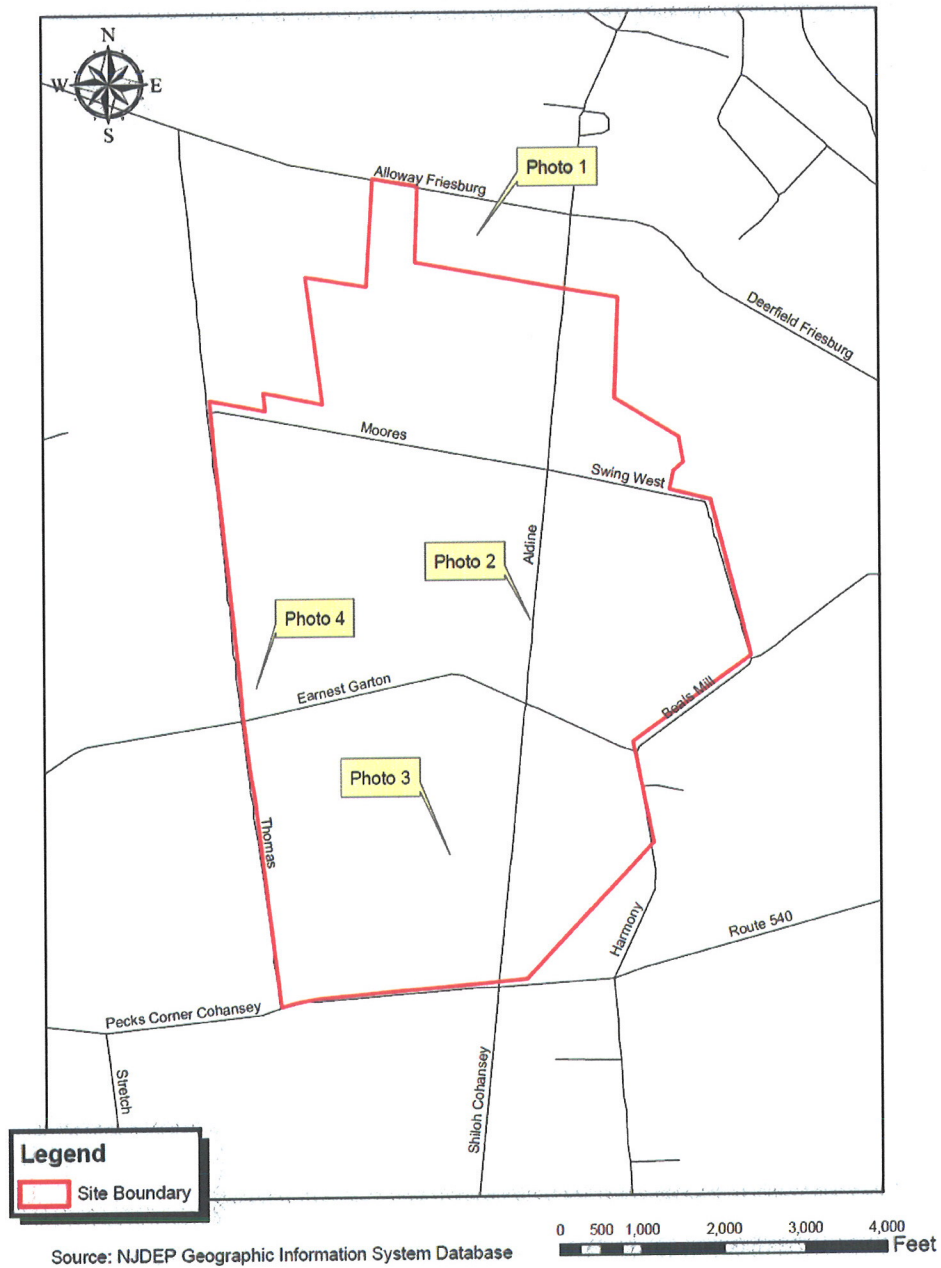 N
W E
S
Photo 1
Alloway Friesburg
Deerfield Friesburg
Moores
Swing West
Aldine
Photo 2
Photo 4
Earnest Garton
Beals Mill
Photo 3
Thomas
Harmony
Route 540
Pecks Corner Cohansey
Stretch
Shiloh Cohansey
Legend
Site Boundary
0 500 1,000 2,000 3,000 4,000
Feet
Source: NJDEP Geographic Information System Database